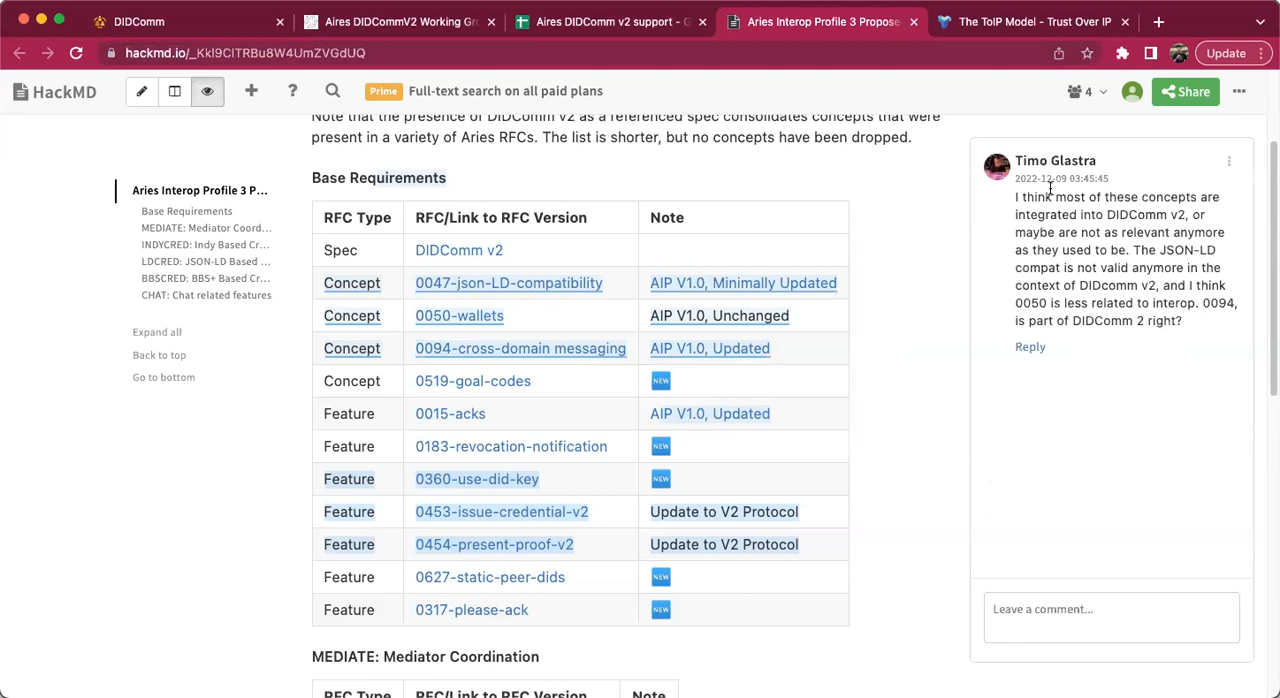 DIDComm
Aires DIDCommV2 Working Gr
Aires DIDComm v2 support - G
Aries Interop Profile 3 Propose
The ToIP Model - Trust Over IP
hackmd.io/_KkI9ClTRBu8W4UmZVGdUQ
Update
HackMD
Prime
Full-text search on all paid plans
4
Share
Note that the presence of DIDComm v2 as a referenced spec consolidates concepts that were
present in a variety of Aries RFCs. The list is shorter, but no concepts have been dropped.
Aries Interop Profile 3 P...
Base Requirements
MEDIATE: Mediator Coord...
INDYCRED: Indy Based Cr...
LDCRED: JSON-LD Based ...
BBSCRED: BBS+ Based Cr...
CHAT: Chat related features
Expand all
Back to top
Go to bottom
Base Requirements
RFC Type RFC/Link to RFC Version Note
Spec DIDComm v2
Concept 0047-json-LD-compatibility AIP V1.0, Minimally Updated
Concept 0050-wallets AIP V1.0, Unchanged
Concept 0094-cross-domain messaging AIP V1.0, Updated
Concept 0519-goal-codes NEW
Feature 0015-acks AIP V1.0, Updated
Feature 0183-revocation-notification NEW
Feature 0360-use-did-key NEW
Feature 0453-issue-credential-v2 Update to V2 Protocol
Feature 0454-present-proof-v2 Update to V2 Protocol
Feature 0627-static-peer-dids NEW
Feature 0317-please-ack NEW
MEDIATE: Mediator Coordination
RFC Type RFC/Link to RFC Version Note
Timo Glastra
2022-12-09 03:45:45
I think most of these concepts are
integrated into DIDComm v2, or
maybe are not as relevant anymore
as they used to be. The JSON-LD
compat is not valid anymore in the
context of DIDcomm v2, and I think
0050 is less related to interop. 0094,
is part of DIDComm 2 right?
Reply
Leave a comment...